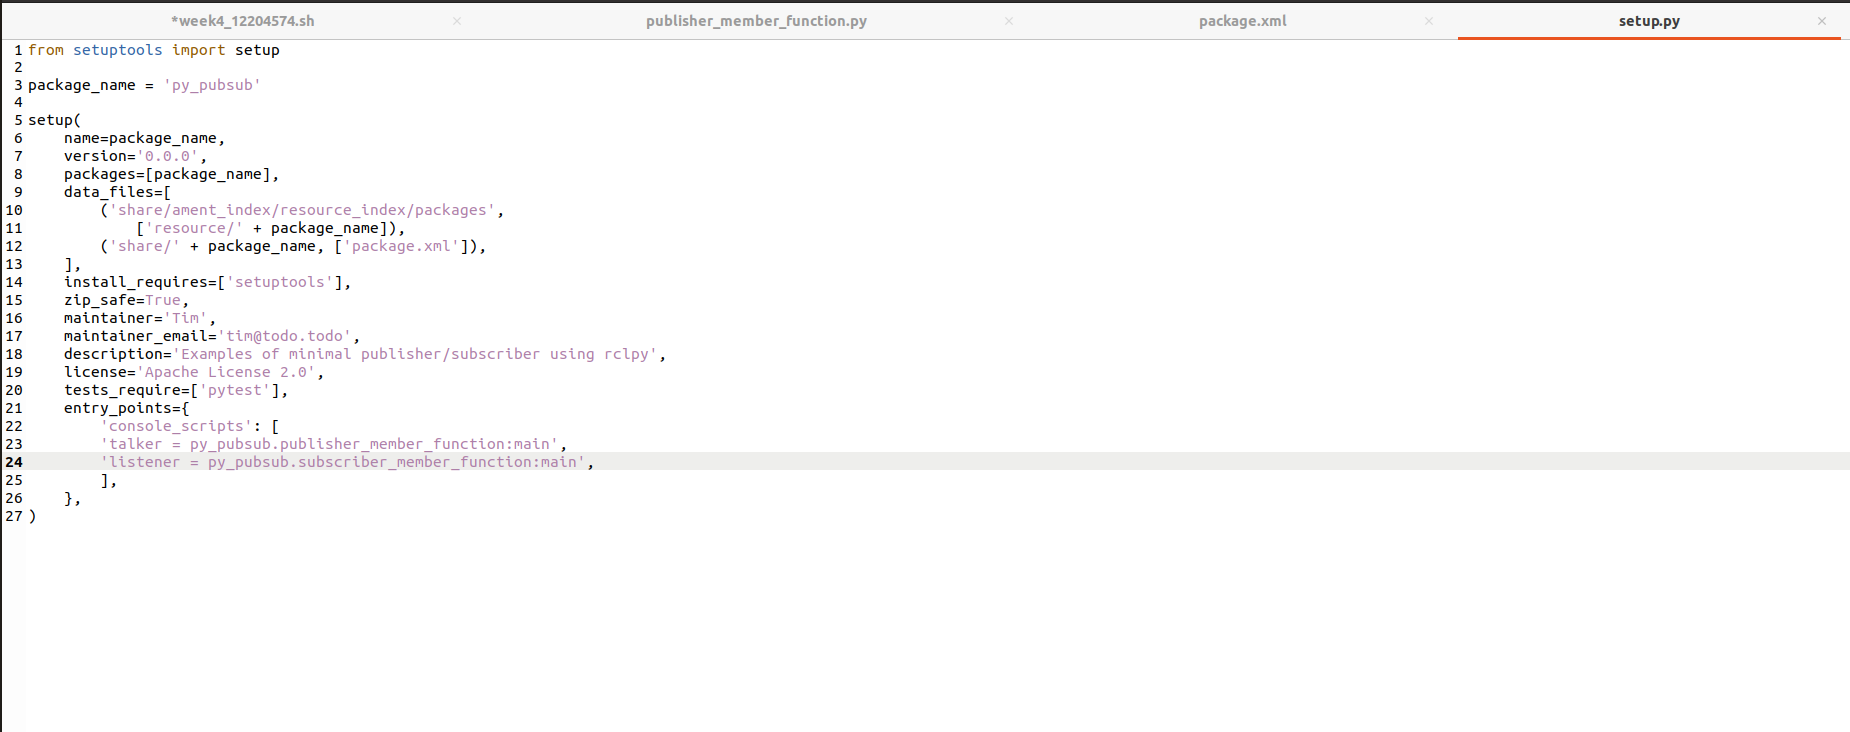 *week4_12204574.sh × publisher_member_function.py × package.xml × setup.py ×
1 from setuptools import setup
2
3 package_name = 'py_pubsub'
4
5 setup(
6     name=package_name,
7     version='0.0.0',
8     packages=[package_name],
9     data_files=[
10         ('share/ament_index/resource_index/packages',
11             ['resource/' + package_name]),
12         ('share/' + package_name, ['package.xml']),
13     ],
14     install_requires=['setuptools'],
15     zip_safe=True,
16     maintainer='Tim',
17     maintainer_email='tim@todo.todo',
18     description='Examples of minimal publisher/subscriber using rclpy',
19     license='Apache License 2.0',
20     tests_require=['pytest'],
21     entry_points={
22         'console_scripts': [
23         'talker = py_pubsub.publisher_member_function:main',
24         'listener = py_pubsub.subscriber_member_function:main',
25         ],
26     },
27 )